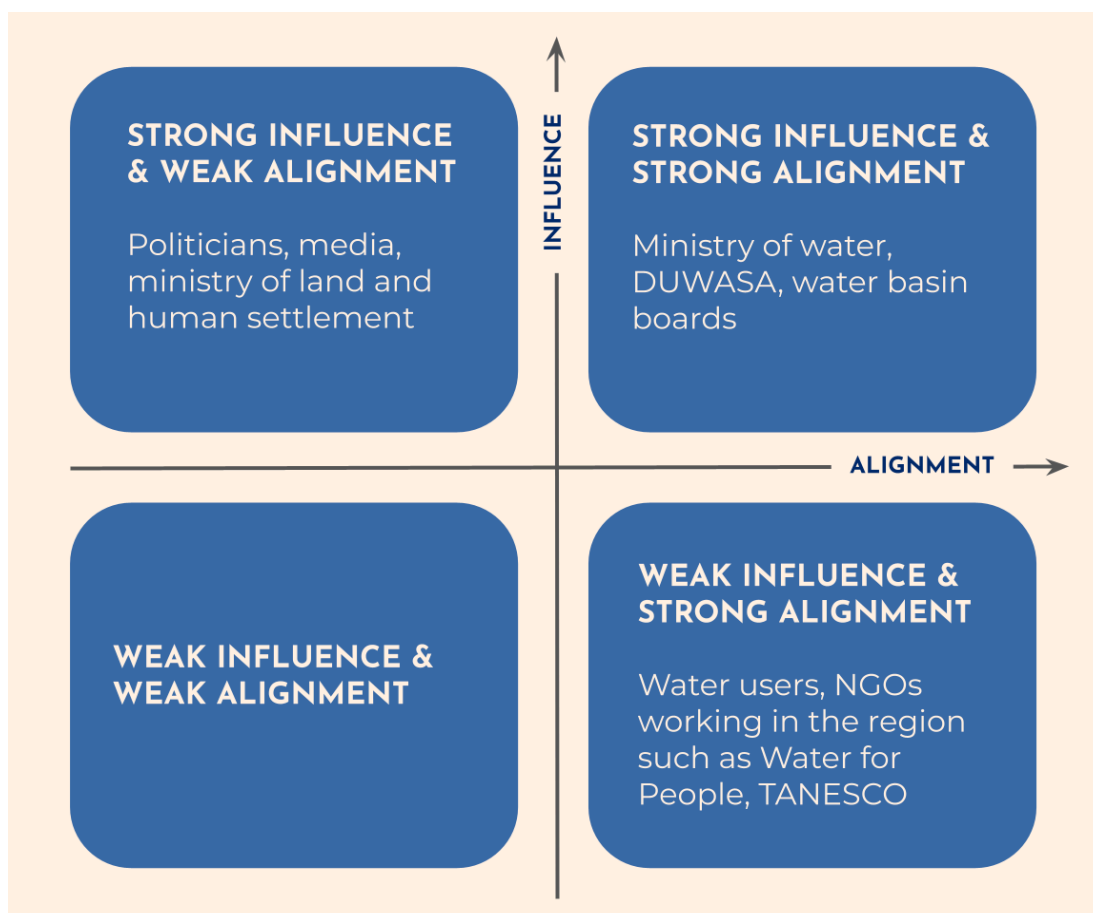 STRONG INFLUENCE
& WEAK ALIGNMENT
Politicians, media,
ministry of land and
human settlement
INFLUENCE
STRONG INFLUENCE &
STRONG ALIGNMENT
Ministry of water,
DUWASA, water basin
boards
ALIGNMENT
WEAK INFLUENCE &
WEAK ALIGNMENT
WEAK INFLUENCE &
STRONG ALIGNMENT
Water users, NGOs
working in the region
such as Water for
People, TANESCO